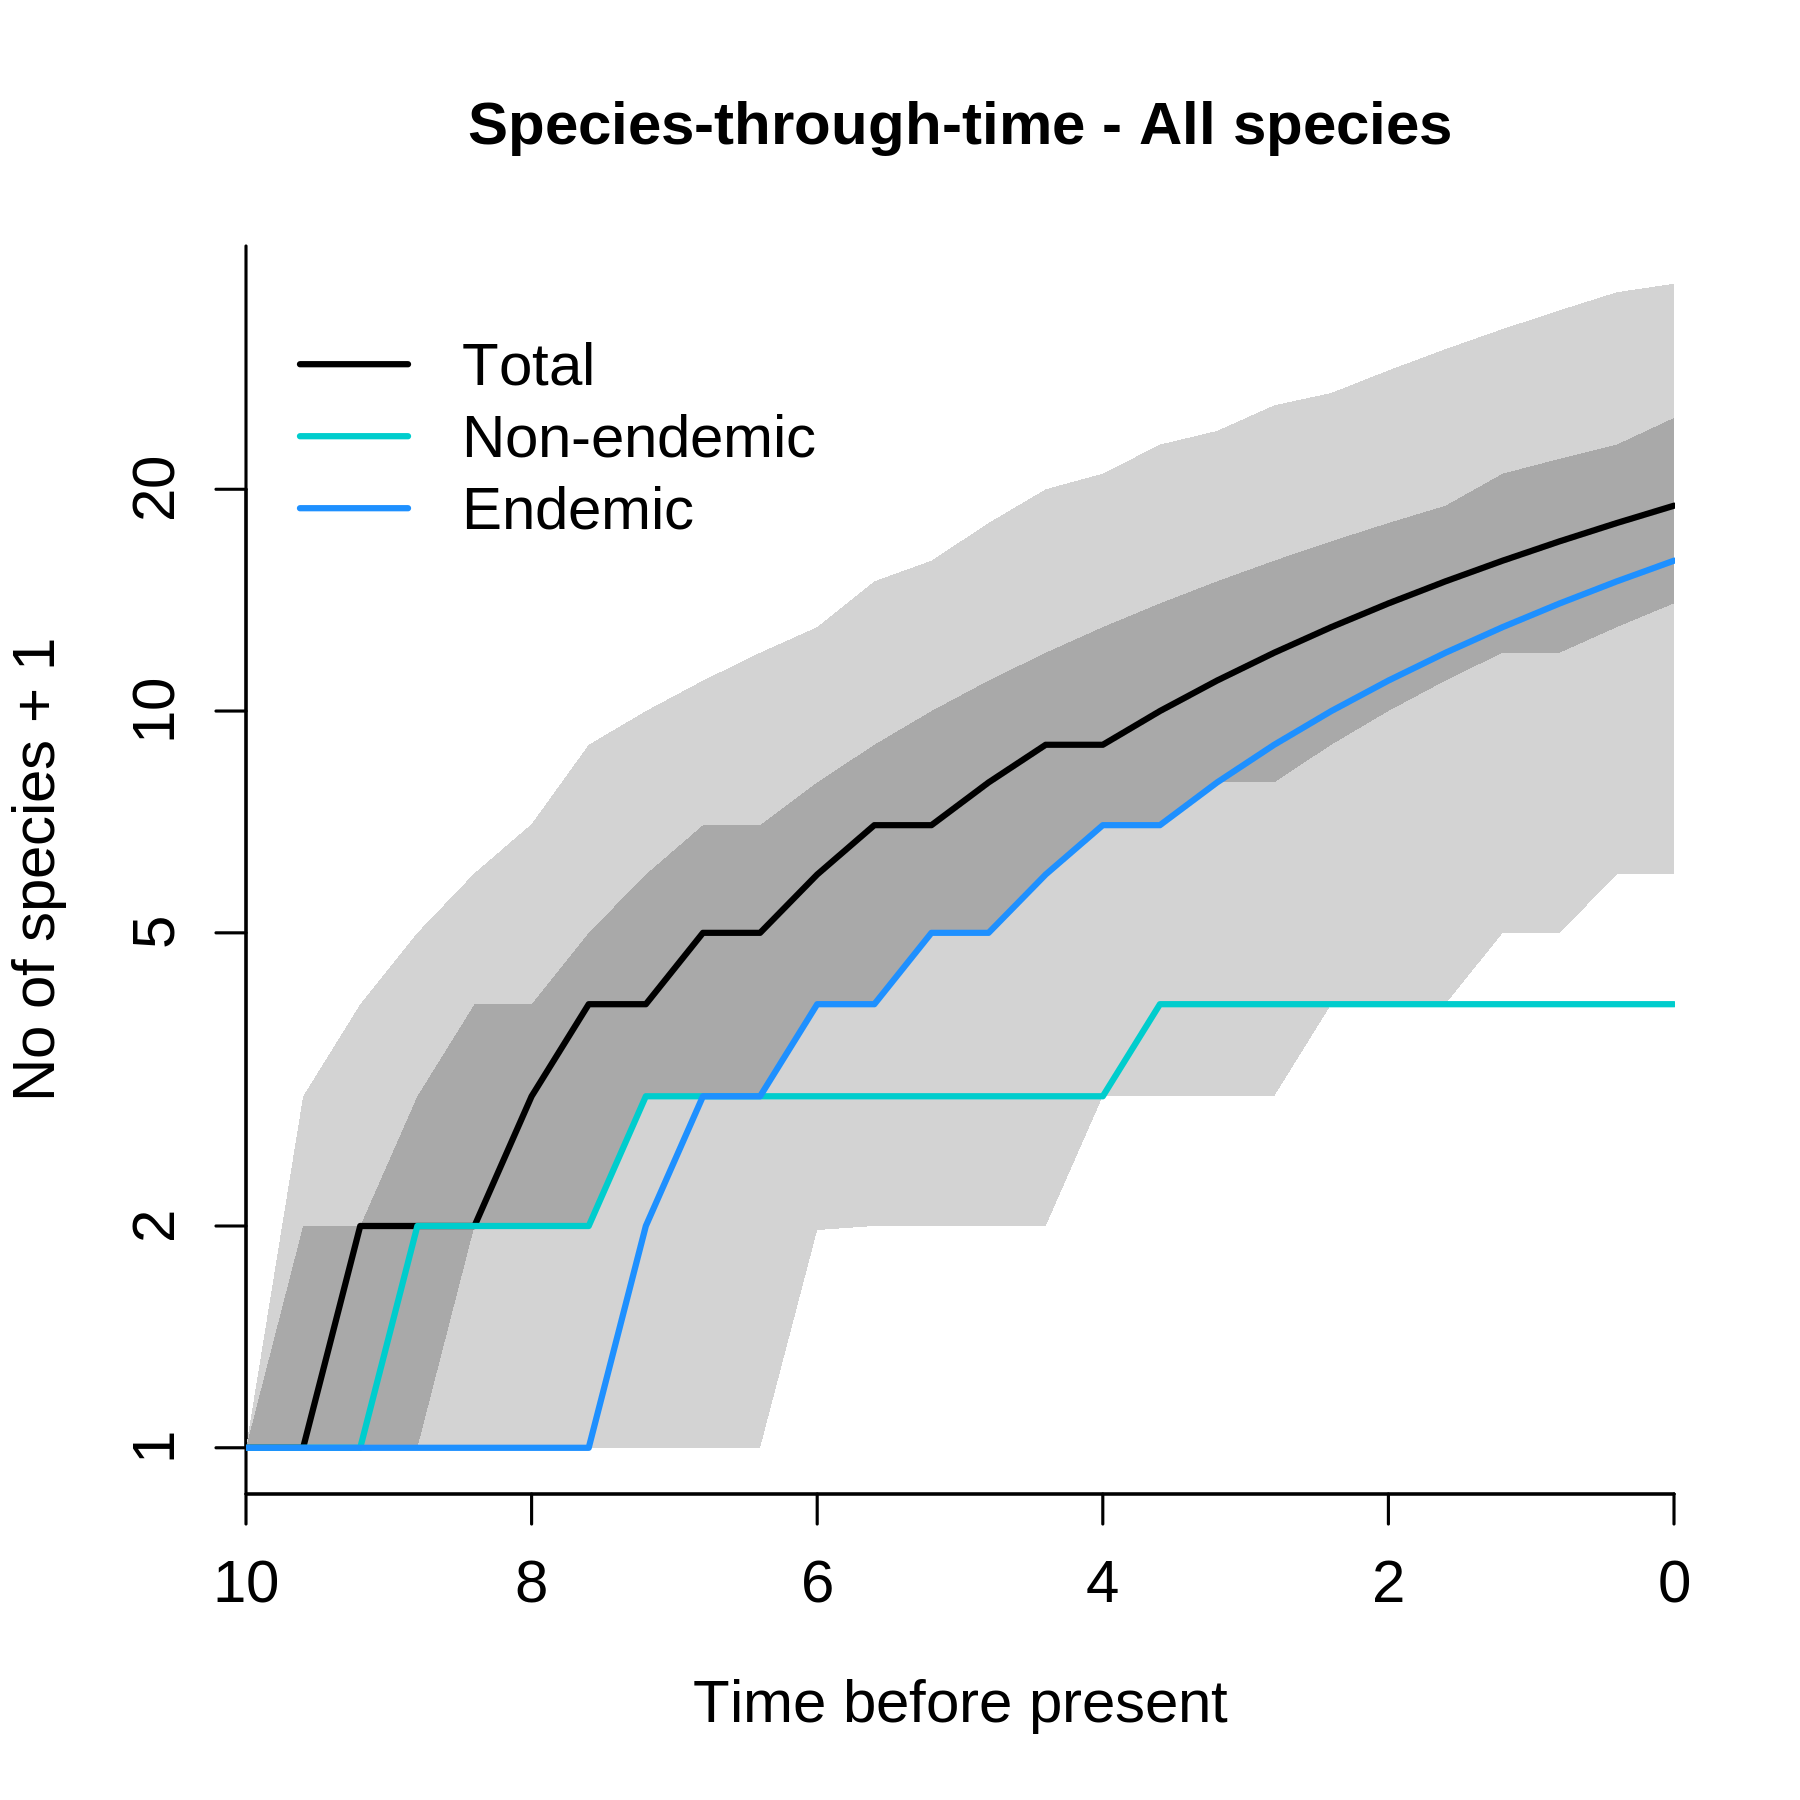 Species-through-time - All species
Total
Non-endemic
Endemic
No of species + 1
20
10
5
2
1
10 8 6 4 2 0
Time before present